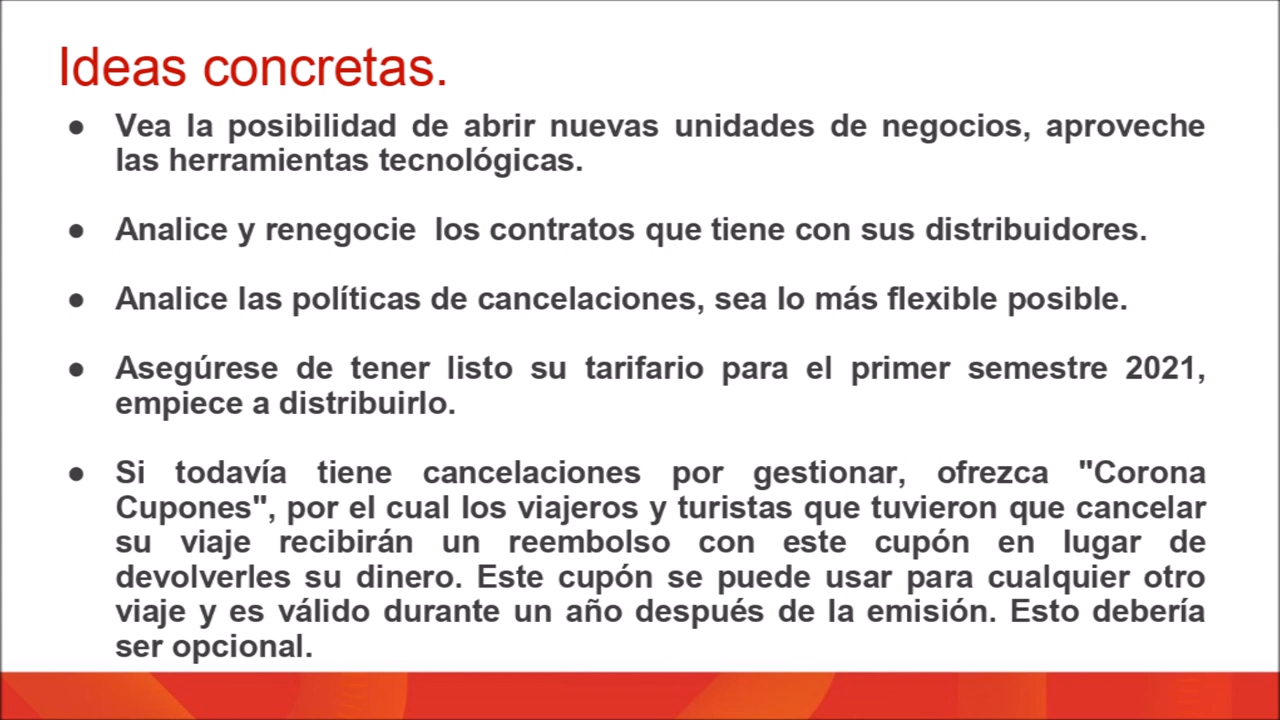 Ideas concretas.
● Vea la posibilidad de abrir nuevas unidades de negocios, aproveche
las herramientas tecnológicas.
● Analice y renegocie  los contratos que tiene con sus distribuidores.
● Analice las políticas de cancelaciones, sea lo más flexible posible.
● Asegúrese de tener listo su tarifario para el primer semestre 2021,
empiece a distribuirlo.
● Si todavía tiene cancelaciones por gestionar, ofrezca "Corona
Cupones", por el cual los viajeros y turistas que tuvieron que cancelar
su viaje recibirán un reembolso con este cupón en lugar de
devolverles su dinero. Este cupón se puede usar para cualquier otro
viaje y es válido durante un año después de la emisión. Esto debería
ser opcional.